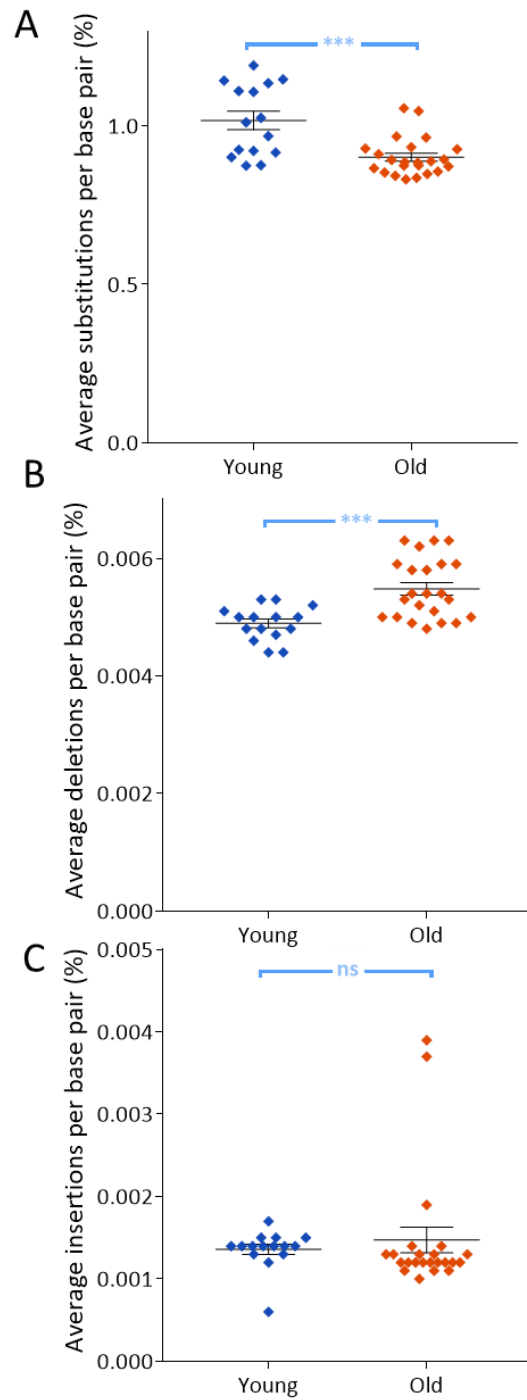 A
Average substitutions per base pair (%)
***
1.0
0.5
0.0
Young
Old
B
Average deletions per base pair (%)
***
0.006
0.004
0.002
0.000
Young
Old
C
Average insertions per base pair (%)
ns
0.005
0.004
0.003
0.002
0.001
0.000
Young
Old